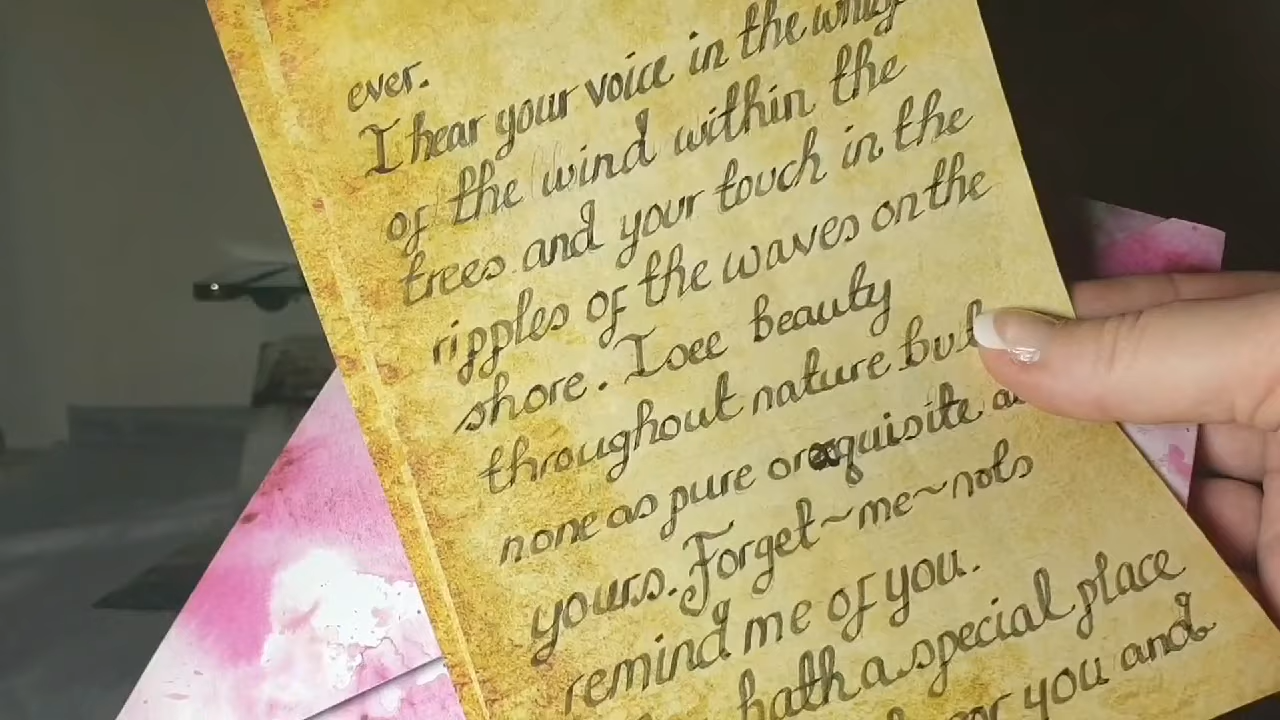 ever.
I hear your voice in the
of the wind within the
trees and your touch in the
ripples of the waves on the
shore. I see beauty
throughout nature but
none as pure or exquisite
yours. Forget~me~nots
remind me of you.
hath a special place
you and